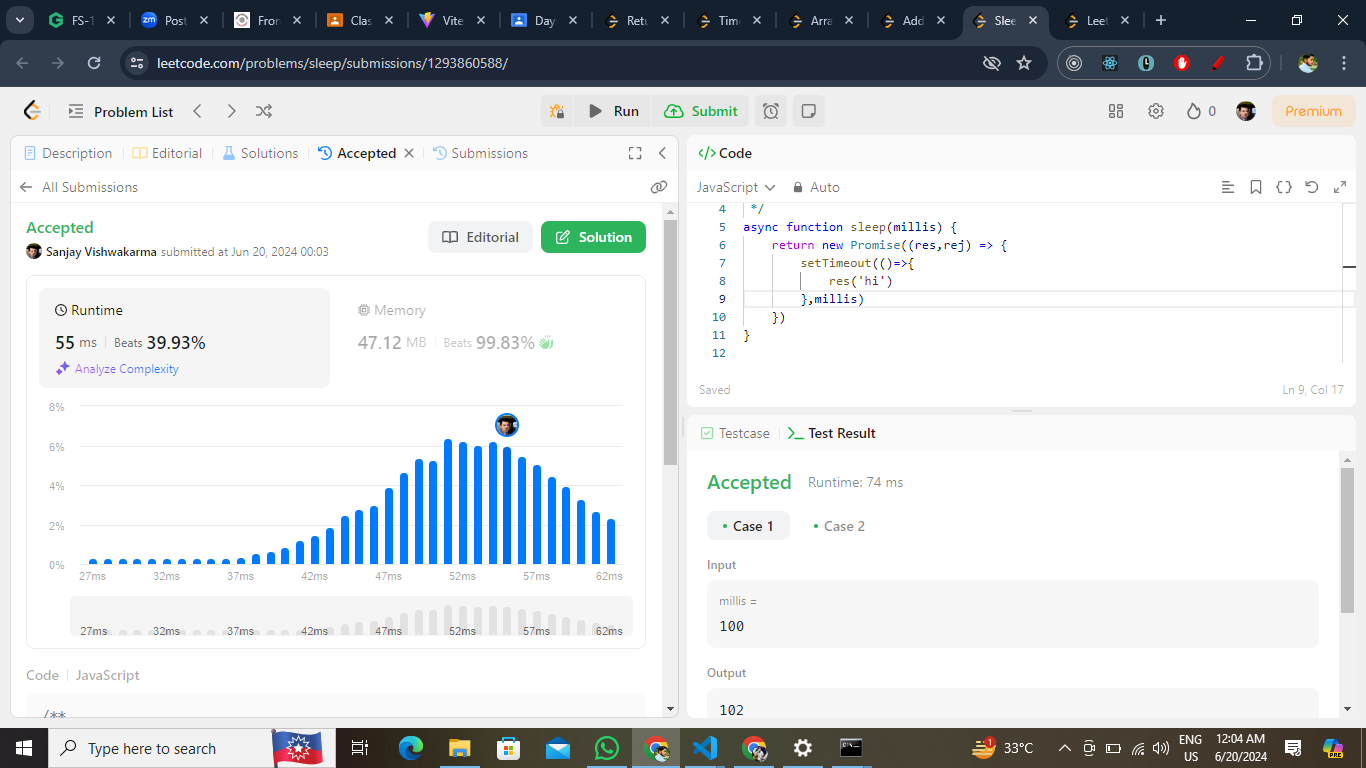 FS-1
Post
Fron
Clas
Vite
Day
Retu
Time
Arra
Add
Slee
Leet
leetcode.com/problems/sleep/submissions/1293860588/
Problem List
Run
Submit
0
Premium
Description
Editorial
Solutions
Accepted
Submissions
All Submissions
Accepted
Sanjay Vishwakarma submitted at Jun 20, 2024 00:03
Editorial
Solution
Runtime
55 ms Beats 39.93%
Analyze Complexity
Memory
47.12 MB Beats 99.83%
8%
6%
4%
2%
0%
27ms 32ms 37ms 42ms 47ms 52ms 57ms 62ms
27ms 32ms 37ms 42ms 47ms 52ms 57ms 62ms
Code JavaScript
/**
</> Code
JavaScript Auto
4 */
5 async function sleep(millis) {
6 return new Promise((res,rej) => {
7 setTimeout(()=>{
8 res('hi')
9 },millis)
10 })
11 }
12
Saved Ln 9, Col 17
Testcase
Test Result
Accepted Runtime: 74 ms
Case 1 Case 2
Input
millis =
100
Output
102
Type here to search
1
33°C
ENG
US
12:04 AM
6/20/2024
PRE